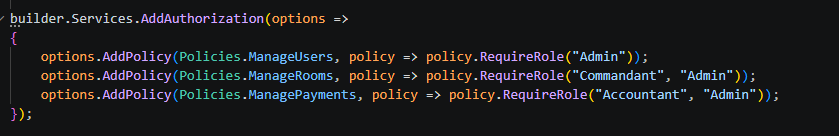 builder.Services.AddAuthorization(options =>
{
    options.AddPolicy(Policies.ManageUsers, policy => policy.RequireRole("Admin"));
    options.AddPolicy(Policies.ManageRooms, policy => policy.RequireRole("Commandant", "Admin"));
    options.AddPolicy(Policies.ManagePayments, policy => policy.RequireRole("Accountant", "Admin"));
});